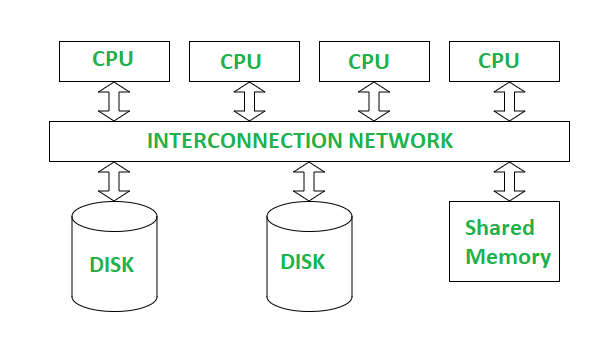 CPU
CPU
CPU
CPU
INTERCONNECTION NETWORK
DISK
DISK
Shared
Memory